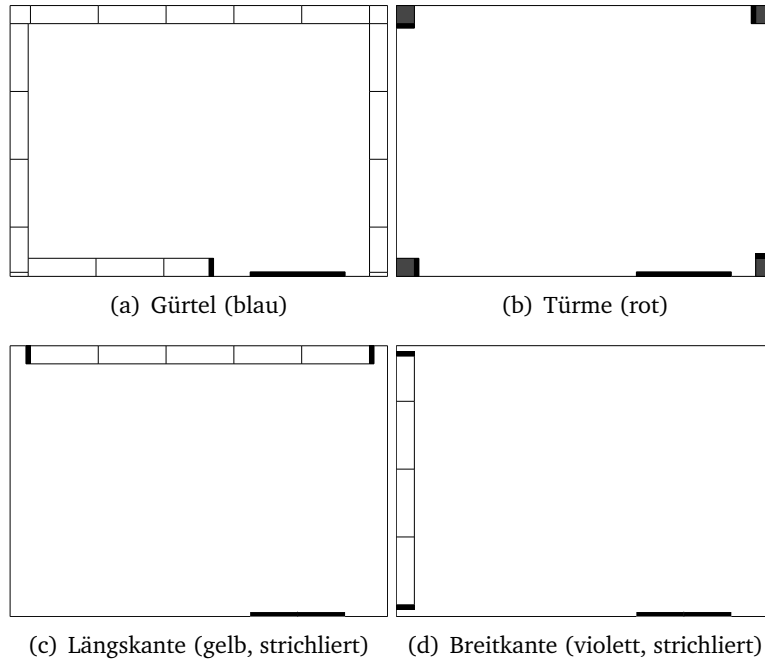 (a) Gürtel (blau)
(b) Türme (rot)
(c) Längskante (gelb, strichliert)
(d) Breitkante (violett, strichliert)